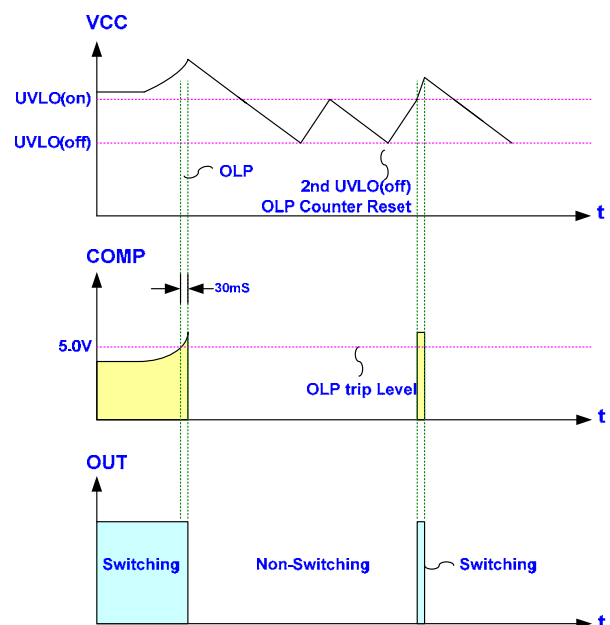 VCC
UVLO(on)
UVLO(off)
OLP
2nd UVLO(off)
OLP Counter Reset
t
COMP
30mS
5.0V
OLP trip Level
t
OUT
Switching
Non-Switching
Switching
t